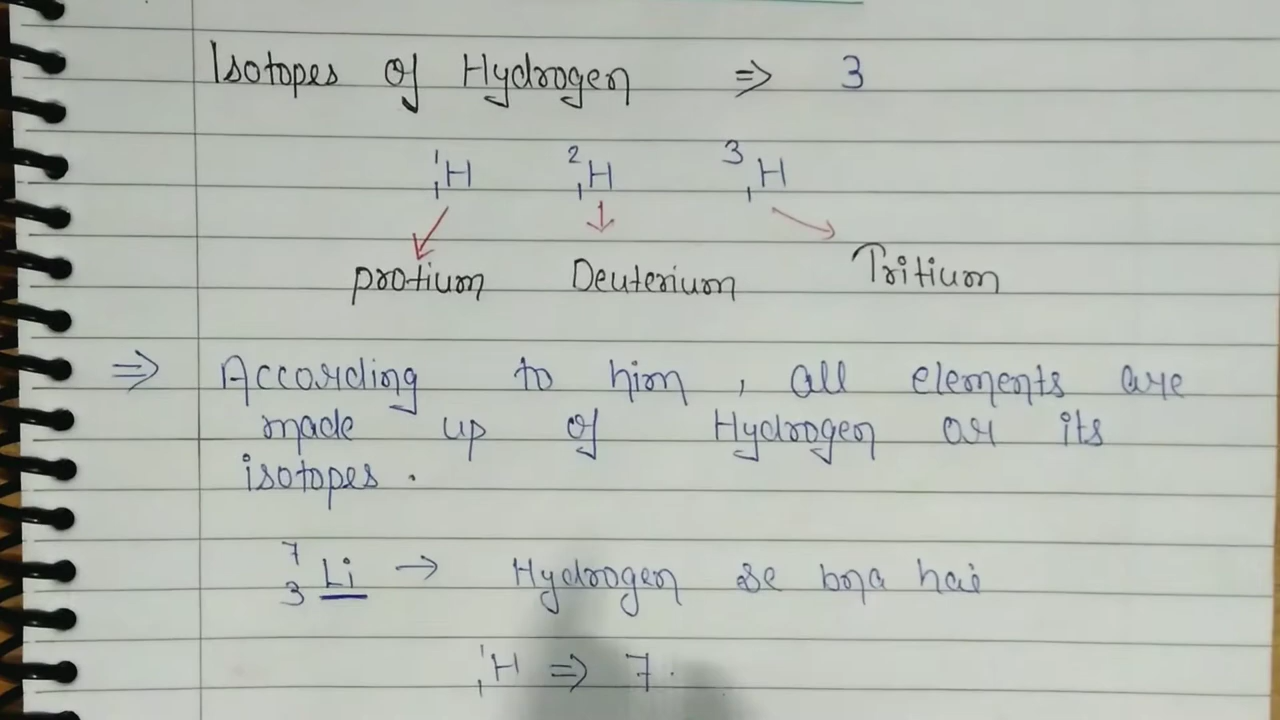 Isotopes of Hydrogen ⇒ 3
¹₁H ²₁H ³₁H
protium Deuterium Tritium
⇒ According to him, all elements are
made up of Hydrogen or its
isotopes.
⁷₃Li → Hydrogen se bna hai
¹₁H ⇒ 7.